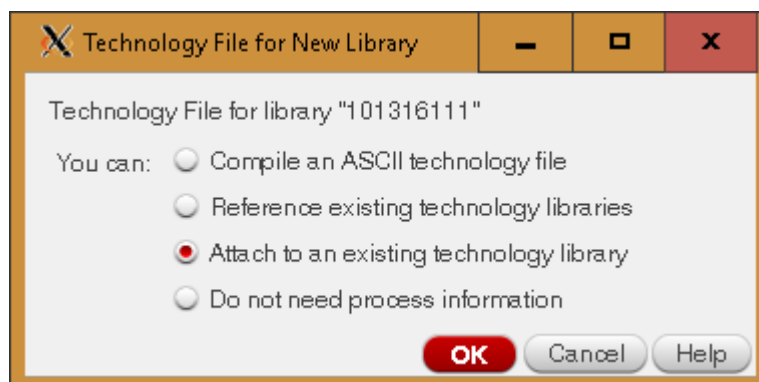 Technology File for New Library
Technology File for library "101316111"
You can:
Compile an ASCII technology file
Reference existing technology libraries
Attach to an existing technology library
Do not need process information
OK Cancel Help